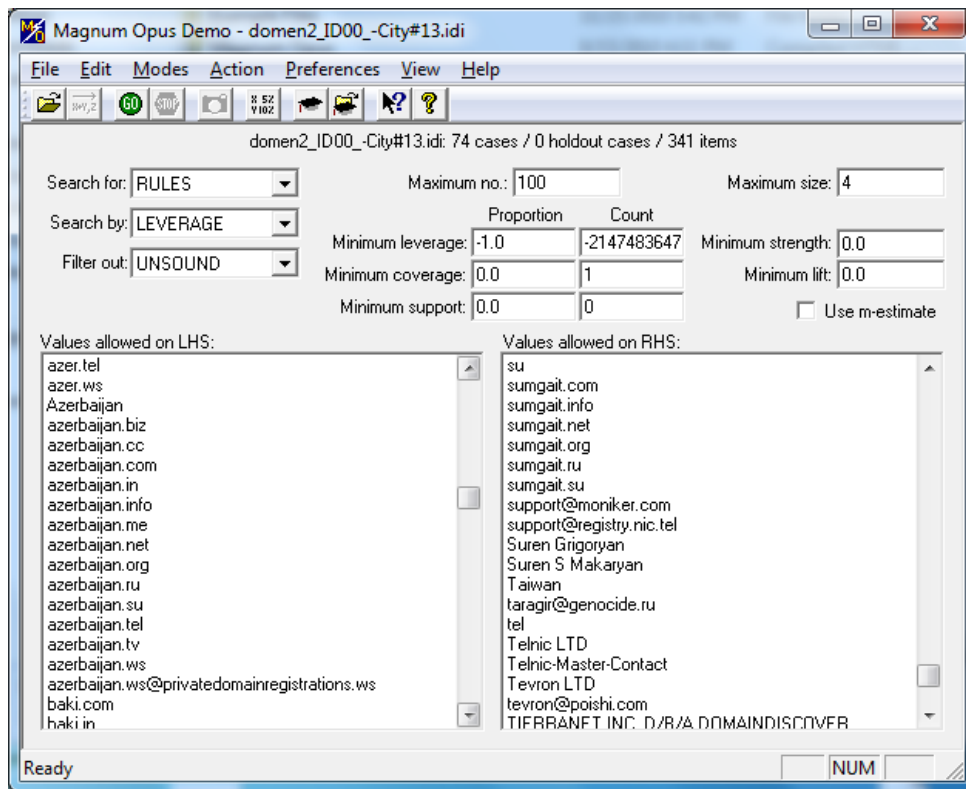 Magnum Opus Demo - domen2_ID00_-City#13.idi
File Edit Modes Action Preferences View Help
GO STOP
domen2_ID00_-City#13.idi: 74 cases / 0 holdout cases / 341 items
Search for: RULES Maximum no.: 100 Maximum size: 4
Proportion Count
Search by: LEVERAGE Minimum leverage: -1.0 -2147483647 Minimum strength: 0.0
Filter out: UNSOUND Minimum coverage: 0.0 1 Minimum lift: 0.0
Minimum support: 0.0 0 Use m-estimate
Values allowed on LHS:
azer.tel
azer.ws
Azerbaijan
azerbaijan.biz
azerbaijan.cc
azerbaijan.com
azerbaijan.in
azerbaijan.info
azerbaijan.me
azerbaijan.net
azerbaijan.org
azerbaijan.ru
azerbaijan.su
azerbaijan.tel
azerbaijan.tv
azerbaijan.ws
azerbaijan.ws@privatedomainregistrations.ws
baki.com
baki.in
Values allowed on RHS:
su
sumgait.com
sumgait.info
sumgait.net
sumgait.org
sumgait.ru
sumgait.su
support@moniker.com
support@registry.nic.tel
Suren Grigoryan
Suren S Makaryan
Taiwan
taragir@genocide.ru
tel
Telnic LTD
Telnic-Master-Contact
Tevron LTD
tevron@poishi.com
TIERRANET INC. D/B/A DOMAINDISCOVER
Ready NUM